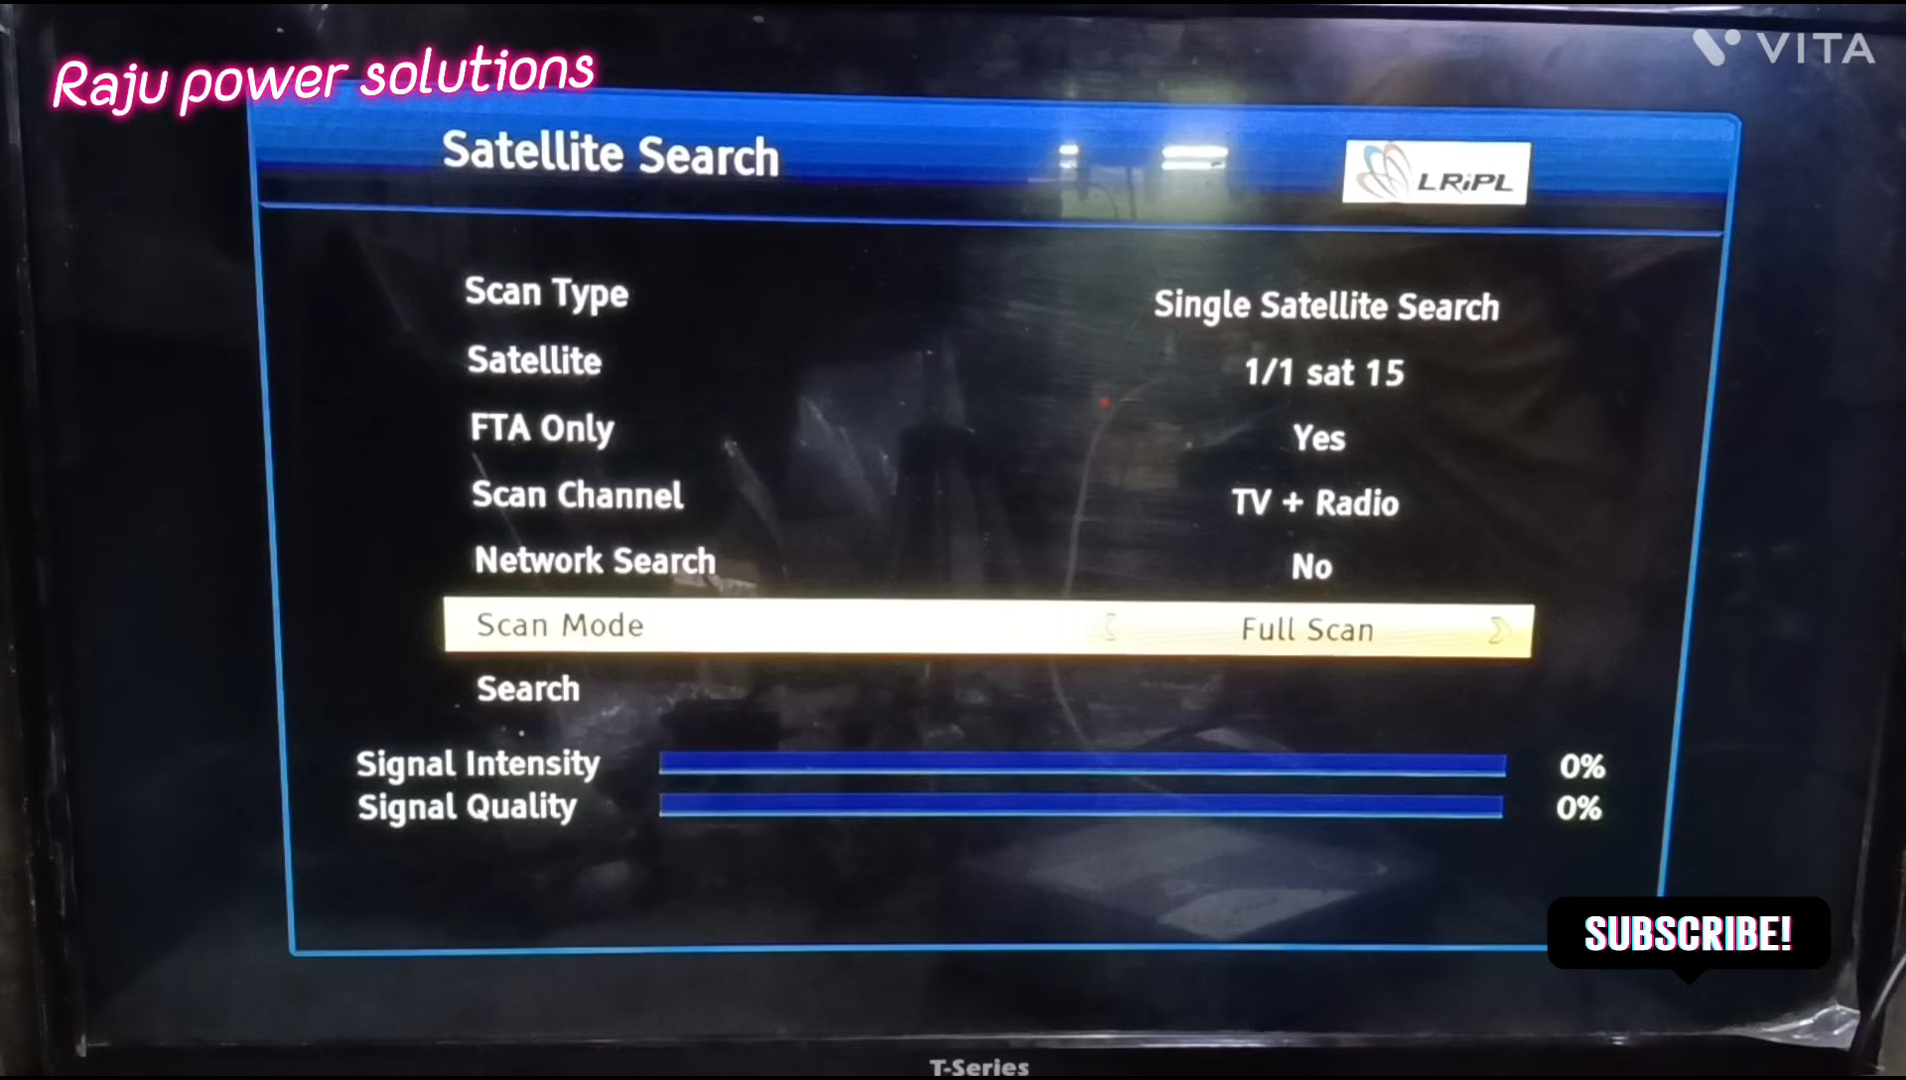 Raju power solutions
VITA
Satellite Search
LRiPL
Scan Type Single Satellite Search
Satellite 1/1 sat 15
FTA Only Yes
Scan Channel TV + Radio
Network Search No
Scan Mode Full Scan
Search
Signal Intensity 0%
Signal Quality 0%
SUBSCRIBE!
T-Series